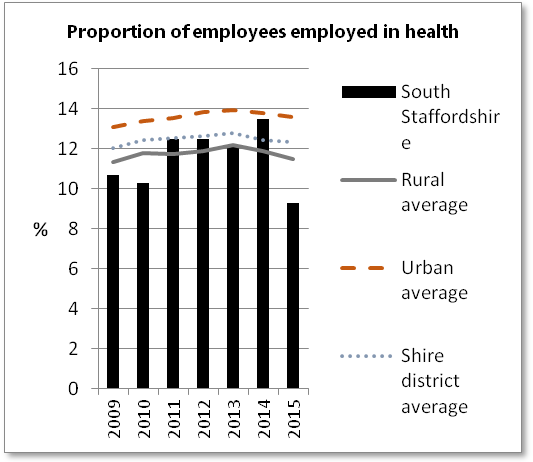 Proportion of employees employed in health
16
14
12
10
8
6
4
2
0
%
2009
2010
2011
2012
2013
2014
2015
South
Staffordshir
e
Rural
average
Urban
average
Shire
district
average